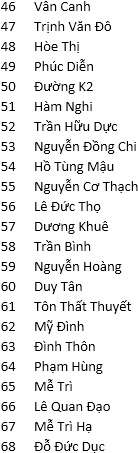 46 Vân Canh
47 Trịnh Văn Đô
48 Hòe Thị
49 Phúc Diễn
50 Đường K2
51 Hàm Nghi
52 Trần Hữu Dực
53 Nguyễn Đồng Chi
54 Hồ Tùng Mậu
55 Nguyễn Cơ Thạch
56 Lê Đức Thọ
57 Dương Khuê
58 Trần Bình
59 Nguyễn Hoàng
60 Duy Tân
61 Tôn Thất Thuyết
62 Mỹ Đình
63 Đình Thôn
64 Phạm Hùng
65 Mễ Trì
66 Lê Quan Đạo
67 Mễ Trì Hạ
68 Đỗ Đức Dục